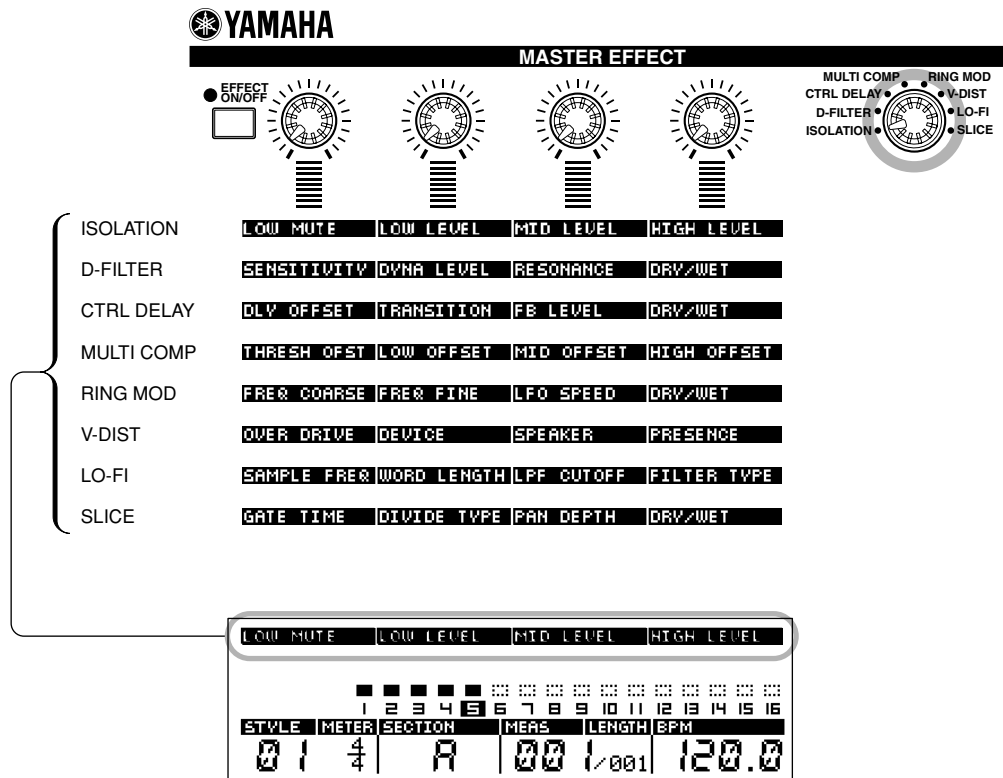 YAMAHA
MASTER EFFECT
EFFECT
ON/OFF
MULTI COMP RING MOD
CTRL DELAY V-DIST
D-FILTER LO-FI
ISOLATION SLICE
ISOLATION LOW MUTE LOW LEVEL MID LEVEL HIGH LEVEL
D-FILTER SENSITIVITY DYNA LEVEL RESONANCE DRY/WET
CTRL DELAY DLY OFFSET TRANSITION FB LEVEL DRY/WET
MULTI COMP THRESH OFST LOW OFFSET MID OFFSET HIGH OFFSET
RING MOD FREQ COARSE FREQ FINE LFO SPEED DRY/WET
V-DIST OVER DRIVE DEVICE SPEAKER PRESENCE
LO-FI SAMPLE FREQ WORD LENGTH LPF CUTOFF FILTER TYPE
SLICE GATE TIME DIVIDE TYPE PAN DEPTH DRY/WET
LOW MUTE LOW LEVEL MID LEVEL HIGH LEVEL
1 2 3 4 5 6 7 8 9 10 11 12 13 14 15 16
STYLE METER SECTION MEAS LENGTH BPM
01 4/4 A 001/001 120.0